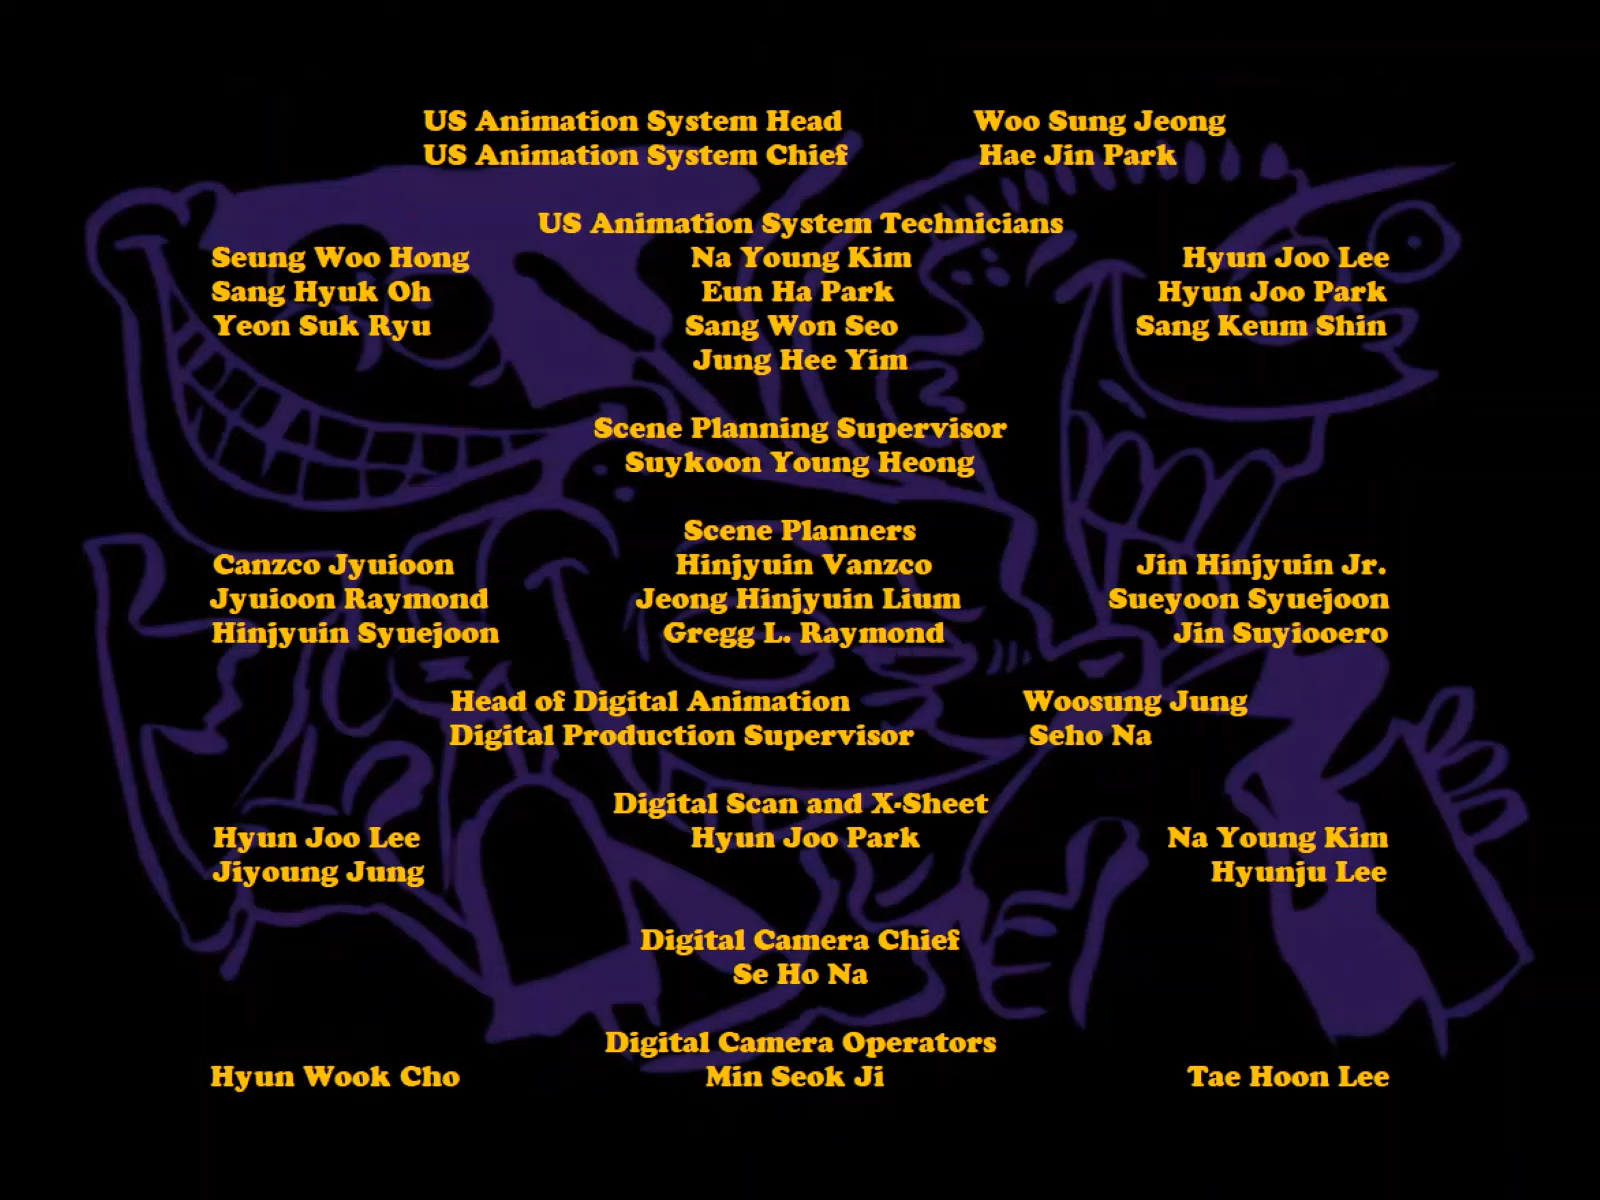 US Animation System Head Woo Sung Jeong
US Animation System Chief Hae Jin Park
US Animation System Technicians
Seung Woo Hong Na Young Kim Hyun Joo Lee
Sang Hyuk Oh Eun Ha Park Hyun Joo Park
Yeon Suk Ryu Sang Won Seo Sang Keum Shin
Jung Hee Yim
Scene Planning Supervisor
Suykoon Young Heong
Scene Planners
Canzco Jyuioon Hinjyuin Vanzco Jin Hinjyuin Jr.
Jyuioon Raymond Jeong Hinjyuin Lium Sueyoon Syuejoon
Hinjyuin Syuejoon Gregg L. Raymond Jin Suyiooero
Head of Digital Animation Woosung Jung
Digital Production Supervisor Seho Na
Digital Scan and X-Sheet
Hyun Joo Lee Hyun Joo Park Na Young Kim
Jiyoung Jung Hyunju Lee
Digital Camera Chief
Se Ho Na
Digital Camera Operators
Hyun Wook Cho Min Seok Ji Tae Hoon Lee